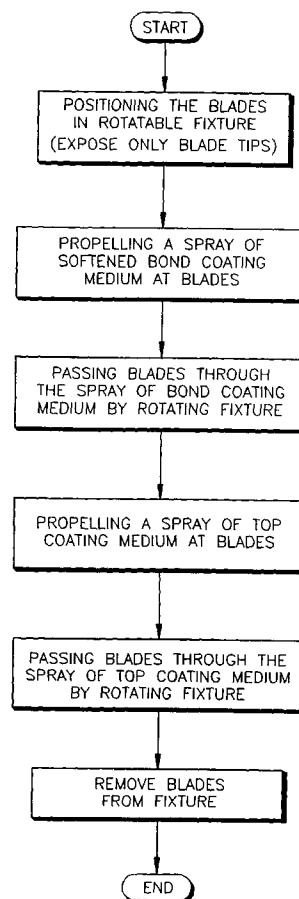 START
POSITIONING THE BLADES
IN ROTATABLE FIXTURE
(EXPOSE ONLY BLADE TIPS)
PROPELLING A SPRAY OF
SOFTENED BOND COATING
MEDIUM AT BLADES
PASSING BLADES THROUGH
THE SPRAY OF BOND COATING
MEDIUM BY ROTATING FIXTURE
PROPELLING A SPRAY OF TOP
COATING MEDIUM AT BLADES
PASSING BLADES THROUGH THE
SPRAY OF TOP COATING MEDIUM
BY ROTATING FIXTURE
REMOVE BLADES
FROM FIXTURE
END